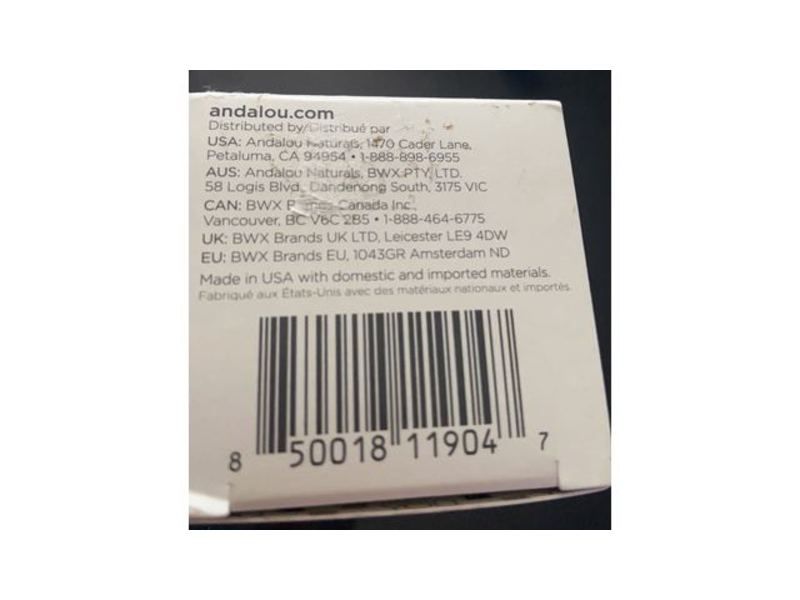 andalou.com
Distributed by/Distribué par
USA: Andalou Naturals, 1470 Cader Lane,
Petaluma, CA 94954 • 1-888-898-6955
AUS: Andalou Naturals, BWX PTY, LTD.
58 Logis Blvd, Dandenong South, 3175 VIC
CAN: BWX Canada Inc.,
Vancouver, BC V6C 2B5 • 1-888-464-6775
UK: BWX Brands UK LTD, Leicester LE9 4DW
EU: BWX Brands EU, 1043GR Amsterdam ND
Made in USA with domestic and imported materials.
Fabriqué aux États-Unis avec des matériaux nationaux et importés.
8 50018 11904 7